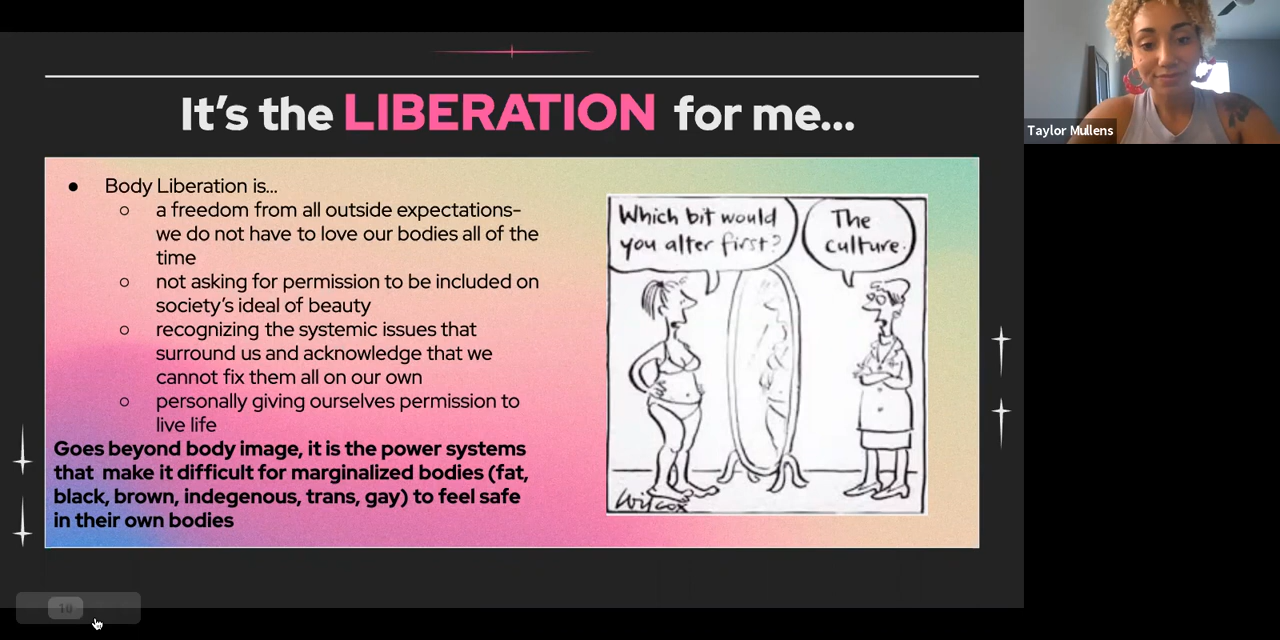 It's the LIBERATION for me...
● Body Liberation is...
○ a freedom from all outside expectations-
we do not have to love our bodies all of the
time
○ not asking for permission to be included on
society's ideal of beauty
○ recognizing the systemic issues that
surround us and acknowledge that we
cannot fix them all on our own
○ personally giving ourselves permission to
live life
Goes beyond body image, it is the power systems
that make it difficult for marginalized bodies (fat,
black, brown, indegenous, trans, gay) to feel safe
in their own bodies
Which bit would
you alter first?
The
culture.
Wilcox
Taylor Mullens
10